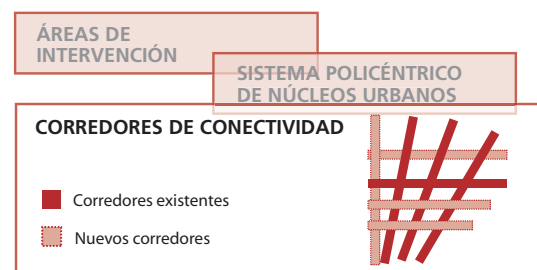 ÁREAS DE
INTERVENCIÓN
SISTEMA POLICÉNTRICO
DE NÚCLEOS URBANOS
CORREDORES DE CONECTIVIDAD
Corredores existentes
Nuevos corredores